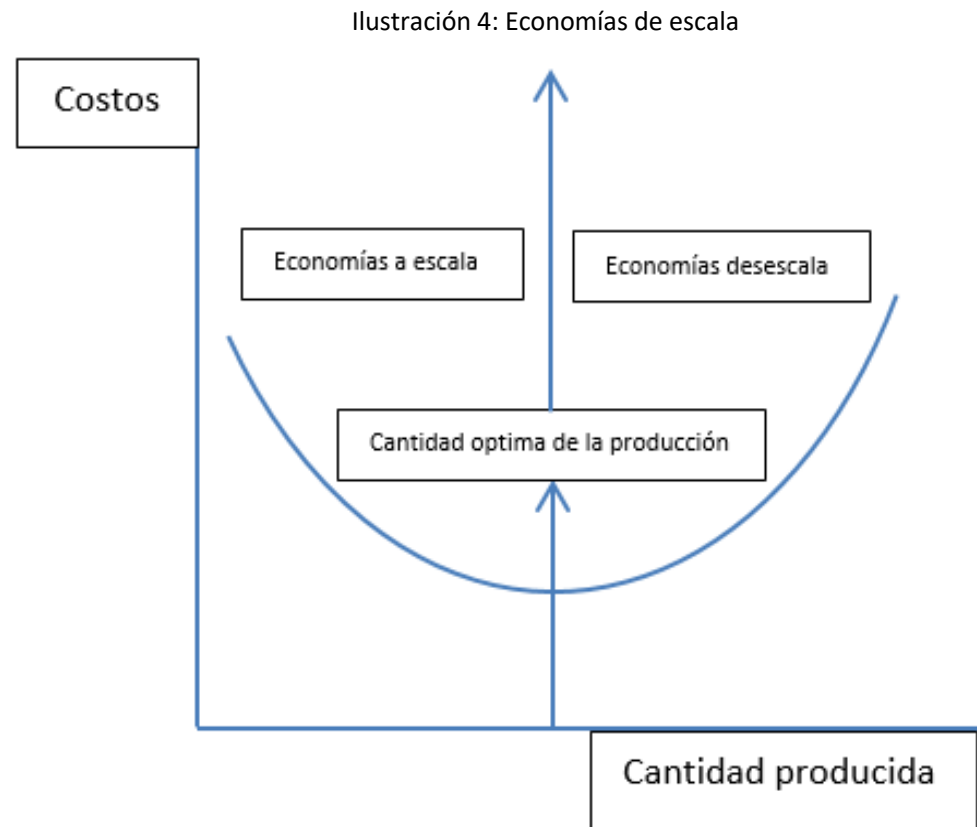 Ilustración 4: Economías de escala
Costos
Economías a escala
Economías desescala
Cantidad optima de la producción
Cantidad producida